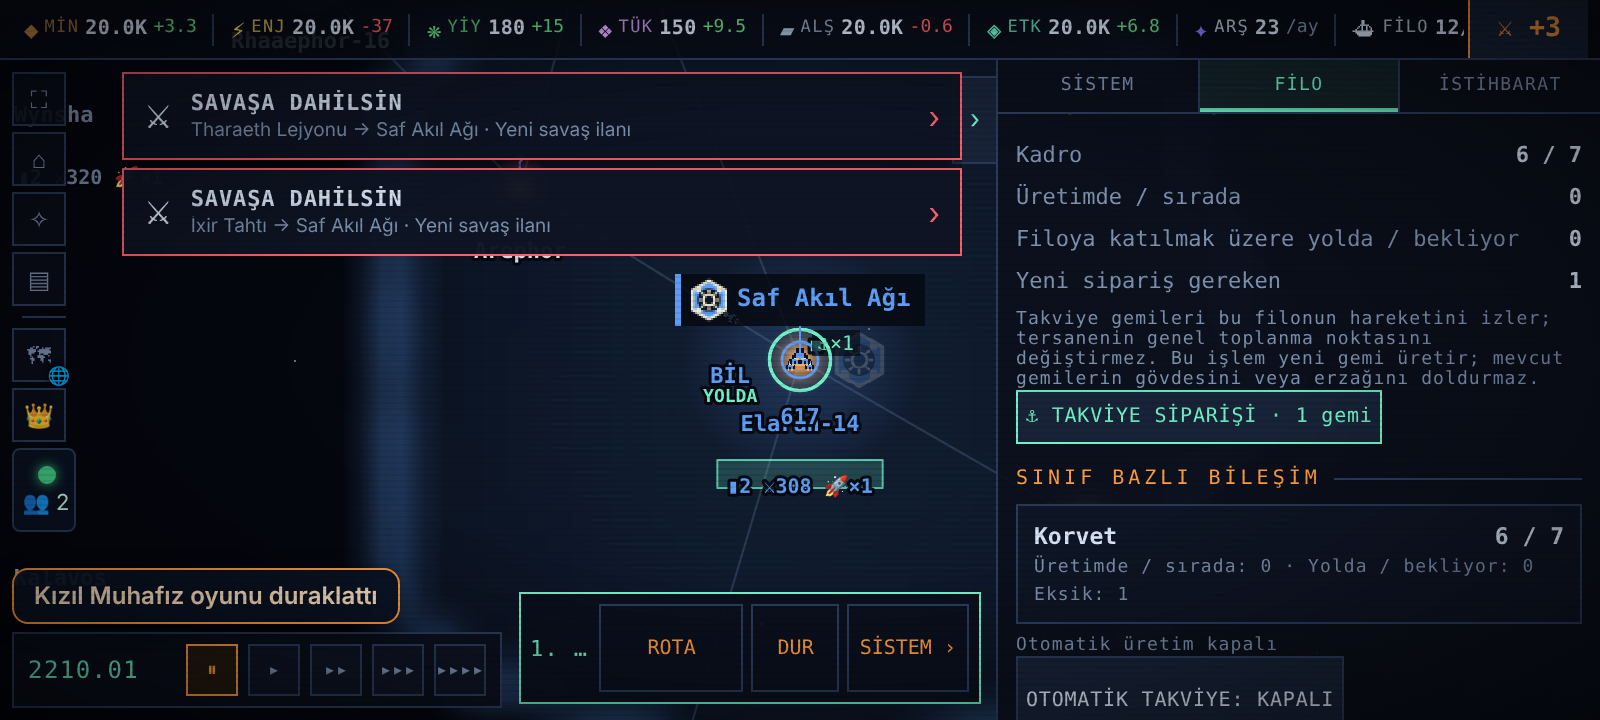 MİN 20.0K +3.3 ENJ 20.0K -37 YİY 180 +15 TÜK 150 +9.5 ALŞ 20.0K -0.6 ETK 20.0K +6.8 ARŞ 23 /ay FİLO 12/ +3
Rhaaephor-16
SİSTEM FİLO İSTİHBARAT
SAVAŞA DAHİLSİN
Tharaeth Lejyonu → Saf Akıl Ağı · Yeni savaş ilanı
SAVAŞA DAHİLSİN
İxir Tahtı → Saf Akıl Ağı · Yeni savaş ilanı
Wynsha
2 ×320
Arephor
Saf Akıl Ağı
×1
BİL
YOLDA
617
2 ×308 ×1
2
Kızıl Muhafız oyunu duraklattı
2210.01
1. …
ROTA
DUR
SİSTEM ›
Kadro 6 / 7
Üretimde / sırada 0
Filoya katılmak üzere yolda / bekliyor 0
Yeni sipariş gereken 1
Takviye gemileri bu filonun hareketini izler;
tersanenin genel toplanma noktasını
değiştirmez. Bu işlem yeni gemi üretir; mevcut
gemilerin gövdesini veya erzağını doldurmaz.
TAKVİYE SİPARİŞİ · 1 gemi
SINIF BAZLI BİLEŞİM
Korvet 6 / 7
Üretimde / sırada: 0 · Yolda / bekliyor: 0
Eksik: 1
Otomatik üretim kapalı
OTOMATİK TAKVİYE: KAPALI